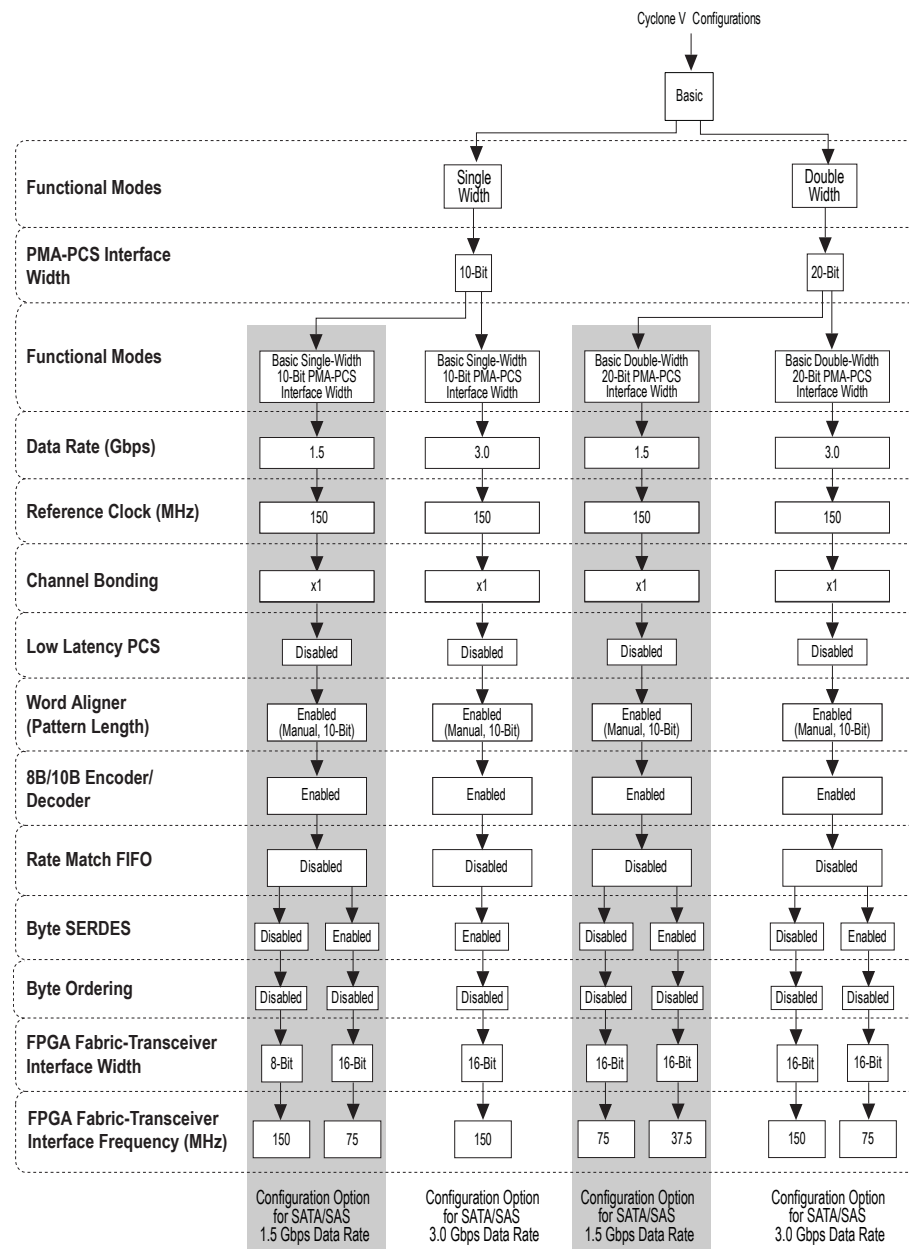 Cyclone V Configurations
Basic
Functional Modes
Single
Width
Double
Width
PMA-PCS Interface
Width
10-Bit
20-Bit
Functional Modes
Basic Single-Width
10-Bit PMA-PCS
Interface Width
Basic Single-Width
10-Bit PMA-PCS
Interface Width
Basic Double-Width
20-Bit PMA-PCS
Interface Width
Basic Double-Width
20-Bit PMA-PCS
Interface Width
Data Rate (Gbps)
1.5
3.0
1.5
3.0
Reference Clock (MHz)
150
150
150
150
Channel Bonding
x1
x1
x1
x1
Low Latency PCS
Disabled
Disabled
Disabled
Disabled
Word Aligner
(Pattern Length)
Enabled
(Manual, 10-Bit)
Enabled
(Manual, 10-Bit)
Enabled
(Manual, 10-Bit)
Enabled
(Manual, 10-Bit)
8B/10B Encoder/
Decoder
Enabled
Enabled
Enabled
Enabled
Rate Match FIFO
Disabled
Disabled
Disabled
Disabled
Byte SERDES
Disabled
Enabled
Enabled
Disabled
Enabled
Disabled
Enabled
Byte Ordering
Disabled
Disabled
Disabled
Disabled
Disabled
Disabled
Disabled
FPGA Fabric-Transceiver
Interface Width
8-Bit
16-Bit
16-Bit
16-Bit
16-Bit
16-Bit
16-Bit
FPGA Fabric-Transceiver
Interface Frequency (MHz)
150
75
150
75
37.5
150
75
Configuration Option
for SATA/SAS
1.5 Gbps Data Rate
Configuration Option
for SATA/SAS
3.0 Gbps Data Rate
Configuration Option
for SATA/SAS
1.5 Gbps Data Rate
Configuration Option
for SATA/SAS
3.0 Gbps Data Rate